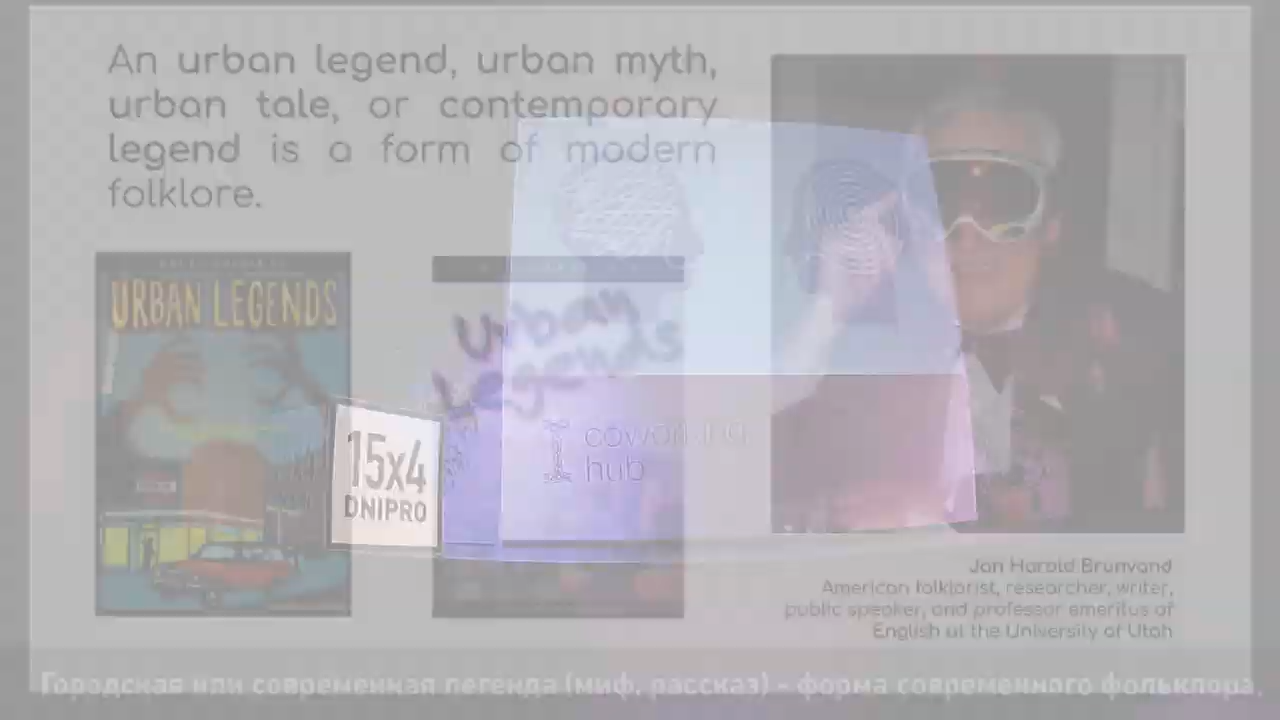 An urban legend, urban myth,
urban tale, or contemporary
legend is a form of modern
folklore.
URBAN LEGENDS
Urban
Legends
15x4
DNIPRO
coworking
hub
Jan Harold Brunvand
American folklorist, researcher, writer,
public speaker, and professor emeritus of
English at the University of Utah
Городская или современная легенда (миф, рассказ) - форма современного фольклора.